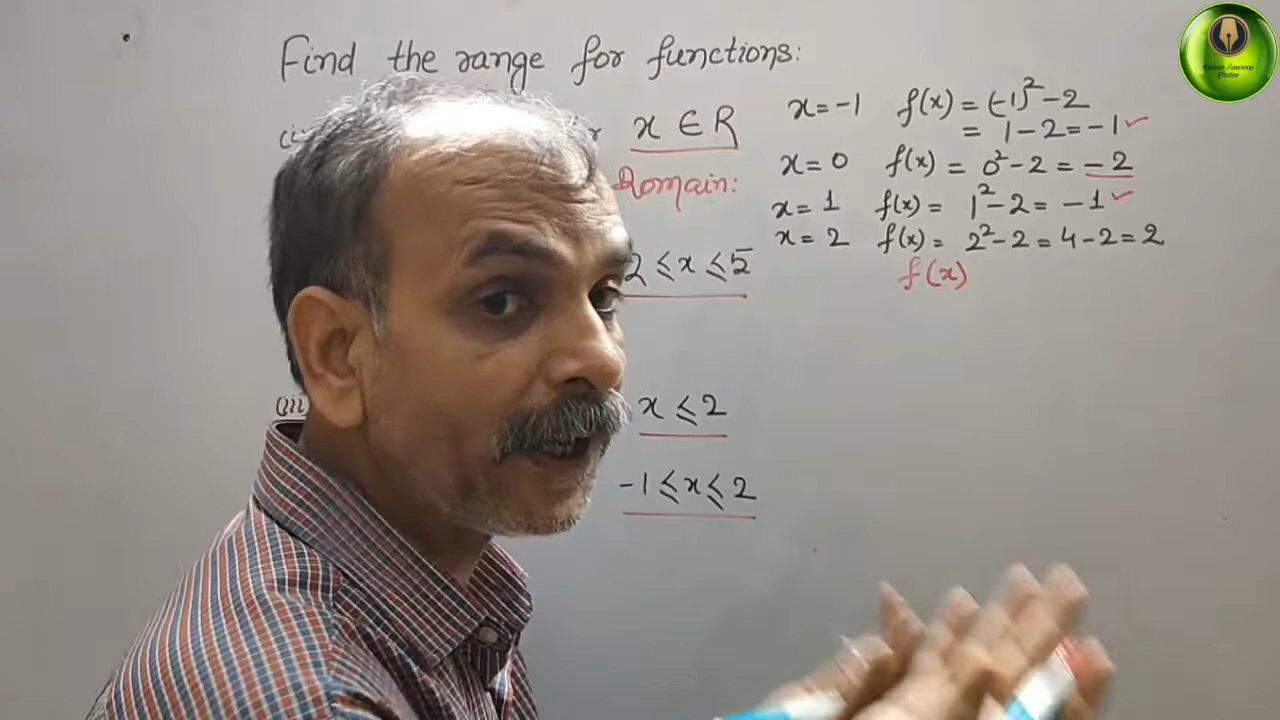 Find the range for functions:
x ∈ R
Domain:
2 ⩽ x ⩽ 5
(iii)
x ⩽ 2
-1 ⩽ x ⩽ 2
x = -1 f(x) = (-1)² - 2
= 1 - 2 = -1 ✓
x = 0 f(x) = 0² - 2 = -2
x = 1 f(x) = 1² - 2 = -1 ✓
x = 2 f(x) = 2² - 2 = 4 - 2 = 2
f(x)